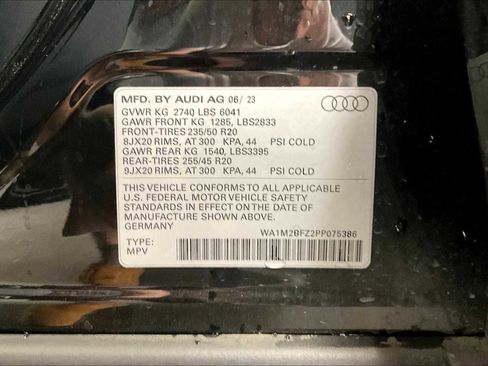 MFD. BY AUDI AG 06/ 23
GVWR KG 2740 LBS 6041
GAWR FRONT KG 1285, LBS2833
FRONT-TIRES 235/50 R20
8JX20 RIMS, AT 300 KPA, 44 PSI COLD
GAWR REAR KG 1540, LBS3395
REAR-TIRES 255/45 R20
9JX20 RIMS, AT 300 KPA, 44 PSI COLD
THIS VEHICLE CONFORMS TO ALL APPLICABLE
U.S. FEDERAL MOTOR VEHICLE SAFETY
STANDARDS IN EFFECT ON THE DATE OF
MANUFACTURE SHOWN ABOVE.
GERMANY
WA1M2BFZ2PP075386
TYPE:
MPV